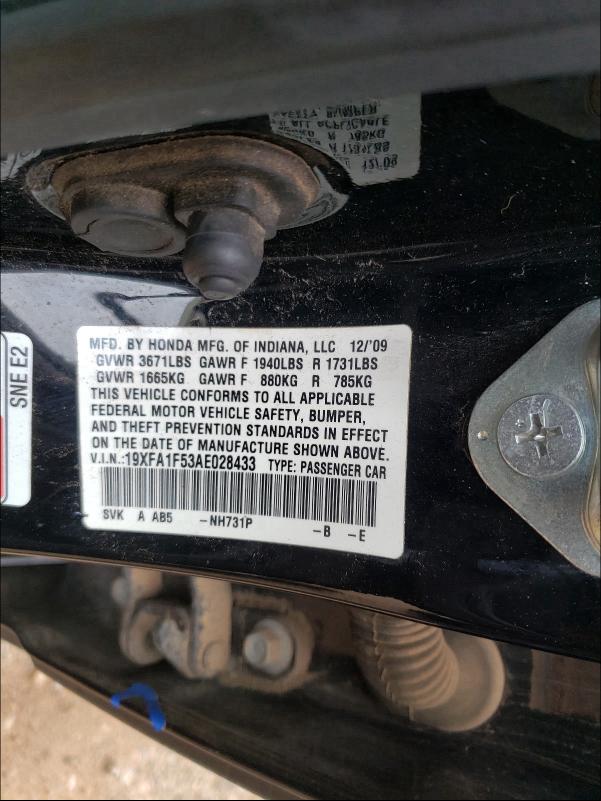 MFD. BY HONDA MFG. OF INDIANA, LLC 12/'09
GVWR 3671LBS GAWR F 1940LBS R 1731LBS
GVWR 1665KG GAWR F 880KG R 785KG
THIS VEHICLE CONFORMS TO ALL APPLICABLE
FEDERAL MOTOR VEHICLE SAFETY, BUMPER,
AND THEFT PREVENTION STANDARDS IN EFFECT
ON THE DATE OF MANUFACTURE SHOWN ABOVE.
V.I.N.:19XFA1F53AE028433 TYPE: PASSENGER CAR
SVK A AB5 -NH731P -B -E
SNE E2